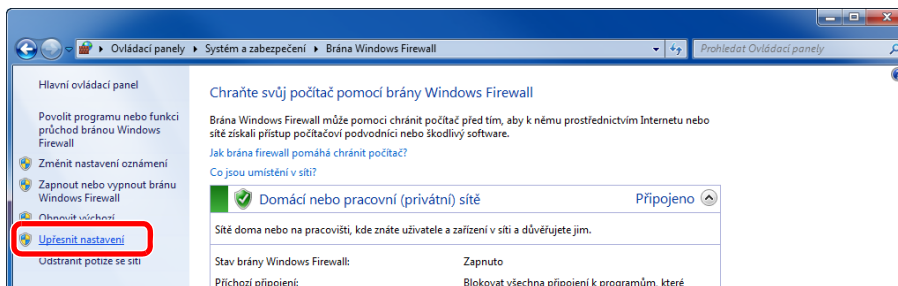 Ovládací panely ▸ Systém a zabezpečení ▸ Brána Windows Firewall
Prohledat Ovládací panely
Hlavní ovládací panel
Povolit programu nebo funkci
průchod bránou Windows
Firewall
Změnit nastavení oznámení
Zapnout nebo vypnout bránu
Windows Firewall
Obnovit výchozí
Upřesnit nastavení
Odstranit potíže se sítí
Chraňte svůj počítač pomocí brány Windows Firewall
Brána Windows Firewall může pomoci chránit počítač před tím, aby k němu prostřednictvím Internetu nebo
sítě získali přístup počítačoví podvodníci nebo škodlivý software.
Jak brána firewall pomáhá chránit počítač?
Co jsou umístění v síti?
Domácí nebo pracovní (privátní) sítě Připojeno
Sítě doma nebo na pracovišti, kde znáte uživatele a zařízení v síti a důvěřujete jim.
Stav brány Windows Firewall: Zapnuto
Příchozí připojení: Blokovat všechna připojení k programům, které